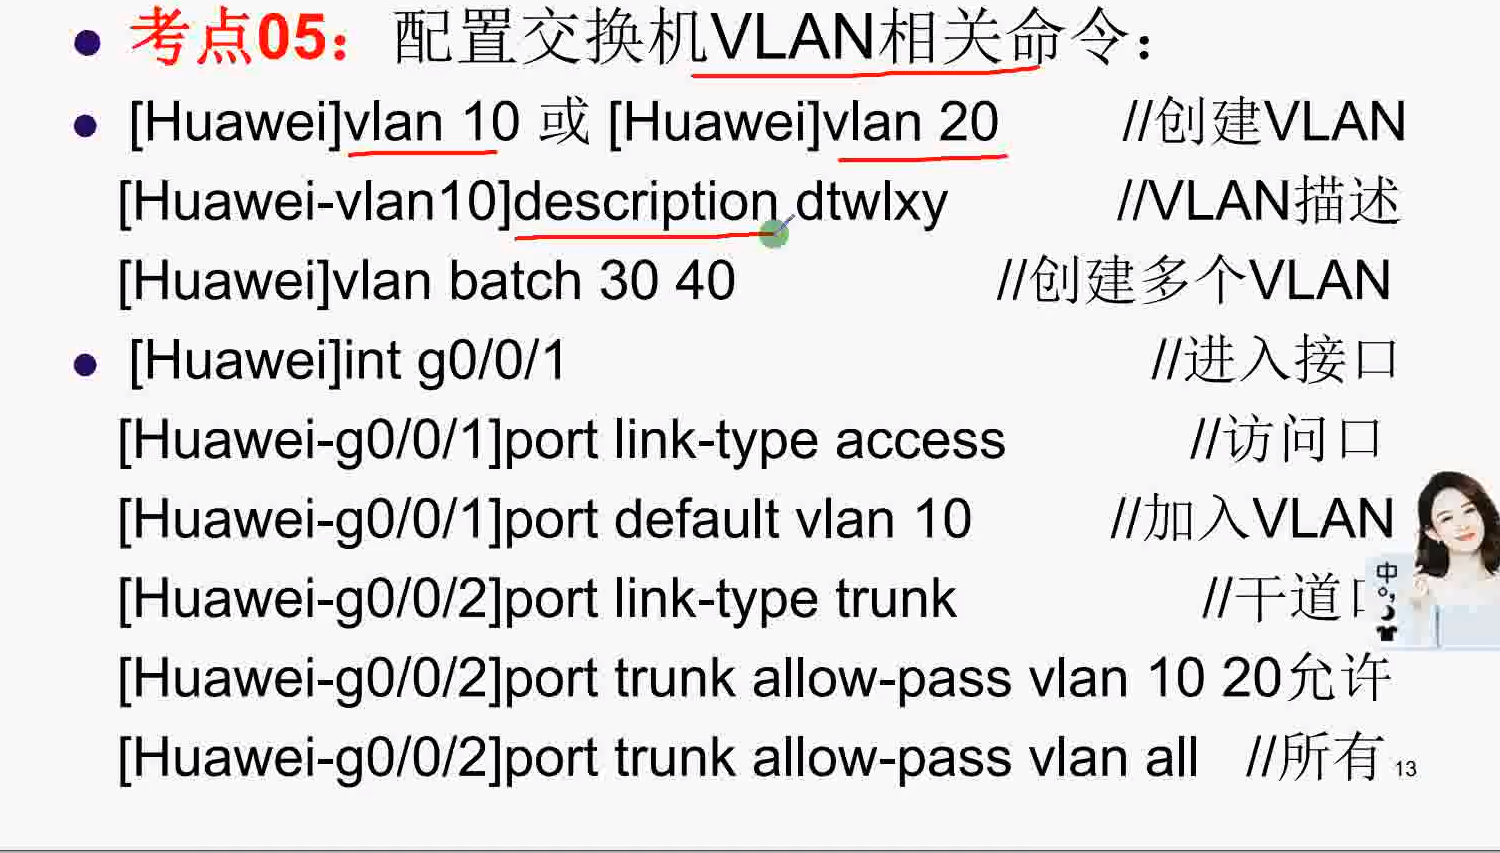 考点05：配置交换机VLAN相关命令：
[Huawei]vlan 10 或 [Huawei]vlan 20 //创建VLAN
[Huawei-vlan10]description dtwlxy //VLAN描述
[Huawei]vlan batch 30 40 //创建多个VLAN
[Huawei]int g0/0/1 //进入接口
[Huawei-g0/0/1]port link-type access //访问口
[Huawei-g0/0/1]port default vlan 10 //加入VLAN
中
[Huawei-g0/0/2]port link-type trunk //干道口
[Huawei-g0/0/2]port trunk allow-pass vlan 10 20允许
[Huawei-g0/0/2]port trunk allow-pass vlan all //所有
13